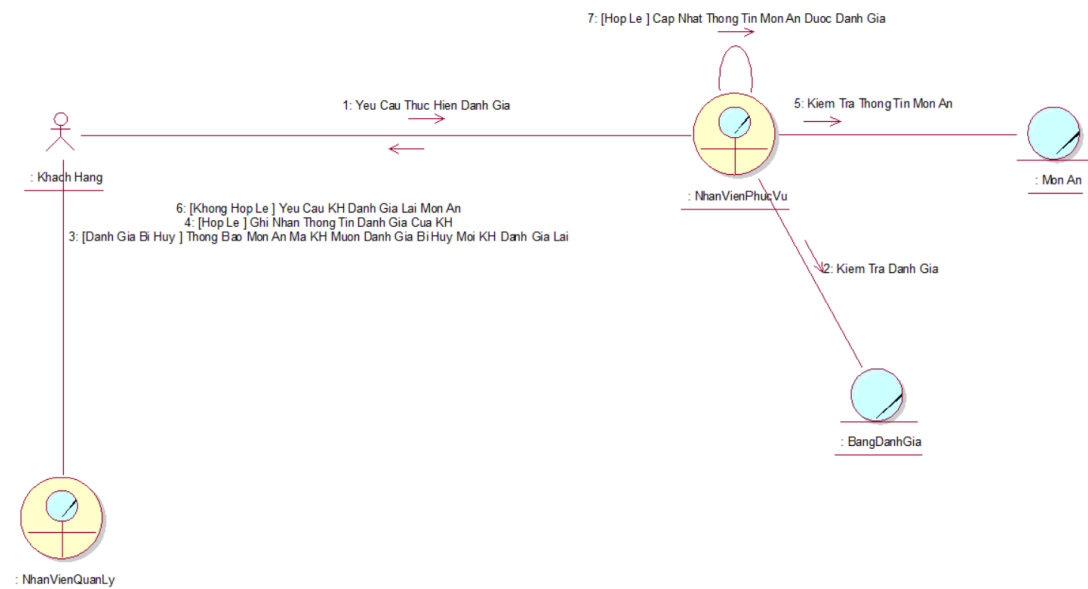 7: [Hop Le ] Cap Nhat Thong Tin Mon An Duoc Danh Gia
1: Yeu Cau Thuc Hien Danh Gia
5: Kiem Tra Thong Tin Mon An
: Khach Hang
: NhanVienPhucVu
: Mon An
6: [Khong Hop Le ] Yeu Cau KH Danh Gia Lai Mon An
4: [Hop Le ] Ghi Nhan Thong Tin Danh Gia Cua KH
3: [Danh Gia Bi Huy ] Thong Bao Mon An Ma KH Muon Danh Gia Bi Huy Moi KH Danh Gia Lai
2: Kiem Tra Danh Gia
: BangDanhGia
: NhanVienQuanLy